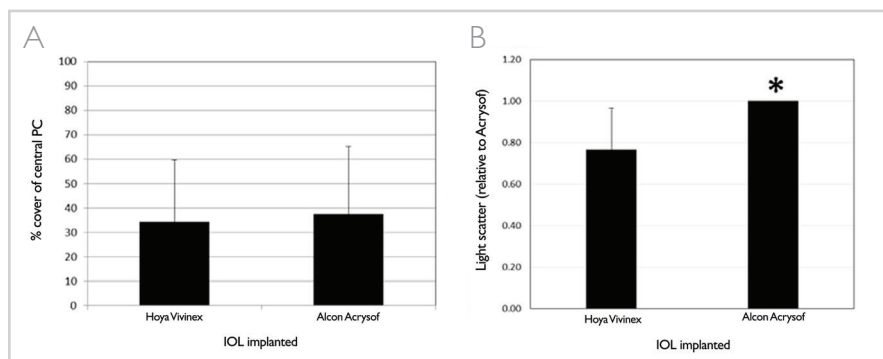 A
% cover of central PC
100
90
80
70
60
50
40
30
20
10
0
Hoya Vivinex
Alcon Acrysof
IOL implanted
B
Light scatter (relative to Acrysof)
1.20
1.00
0.80
0.60
0.40
0.20
0.00
*
Hoya Vivinex
Alcon Acrysof
IOL implanted